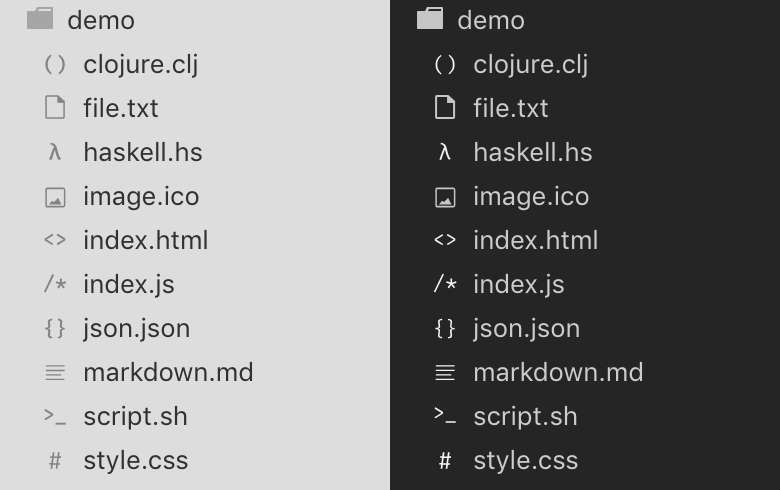 demo
() clojure.clj
file.txt
λ haskell.hs
image.ico
<> index.html
/* index.js
{} json.json
markdown.md
>_ script.sh
# style.css
demo
() clojure.clj
file.txt
λ haskell.hs
image.ico
<> index.html
/* index.js
{} json.json
markdown.md
>_ script.sh
# style.css